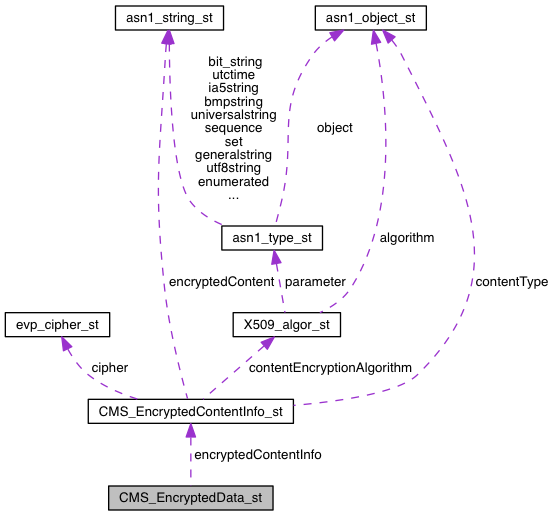 asn1_string_st
asn1_object_st
bit_string
utctime
ia5string
bmpstring
universalstring
sequence
set
generalstring
utf8string
enumerated
...
object
asn1_type_st
algorithm
encryptedContent
parameter
contentType
evp_cipher_st
X509_algor_st
cipher
contentEncryptionAlgorithm
CMS_EncryptedContentInfo_st
encryptedContentInfo
CMS_EncryptedData_st